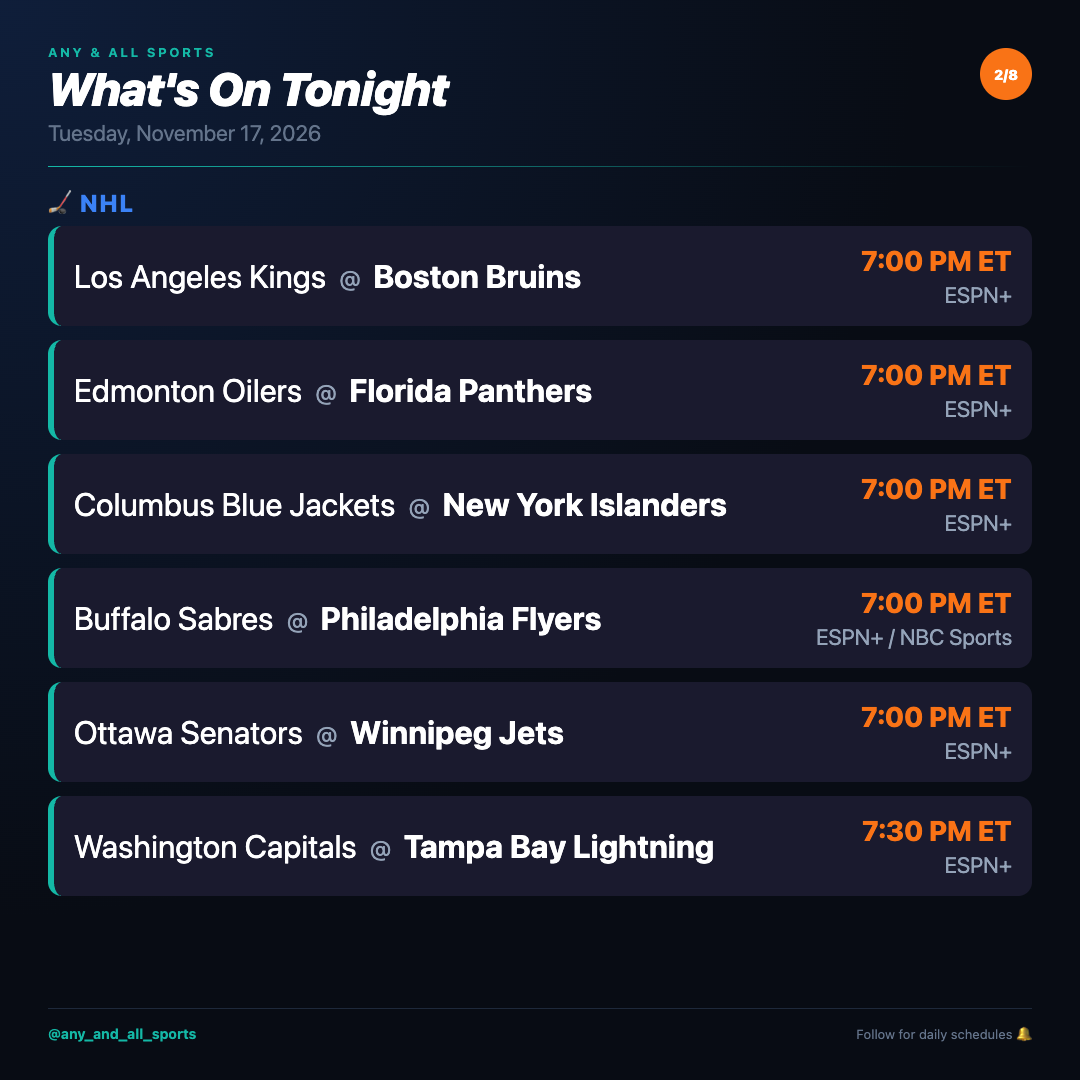 ANY & ALL SPORTS
What's On Tonight
2/8
Tuesday, November 17, 2026
NHL
Los Angeles Kings @ Boston Bruins
7:00 PM ET
ESPN+
Edmonton Oilers @ Florida Panthers
7:00 PM ET
ESPN+
Columbus Blue Jackets @ New York Islanders
7:00 PM ET
ESPN+
Buffalo Sabres @ Philadelphia Flyers
7:00 PM ET
ESPN+ / NBC Sports
Ottawa Senators @ Winnipeg Jets
7:00 PM ET
ESPN+
Washington Capitals @ Tampa Bay Lightning
7:30 PM ET
ESPN+
@any_and_all_sports
Follow for daily schedules 🔔